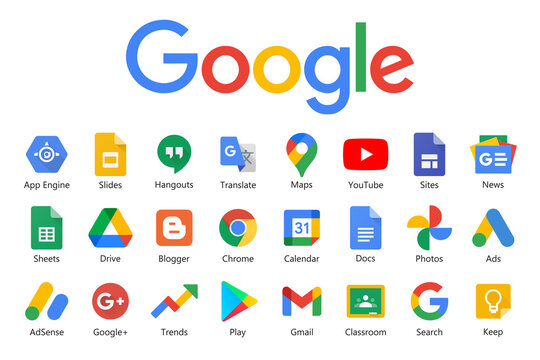 Google
App Engine Slides Hangouts Translate Maps YouTube Sites News
Sheets Drive Blogger Chrome 31 Calendar Docs Photos Ads
AdSense G+ Google+ Trends Play Gmail Classroom Search Keep